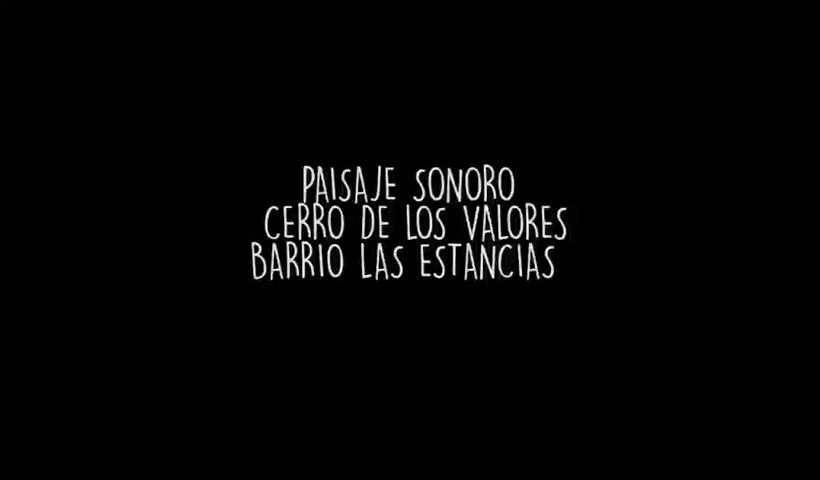 PAISAJE SONORO
CERRO DE LOS VALORES
BARRIO LAS ESTANCIAS